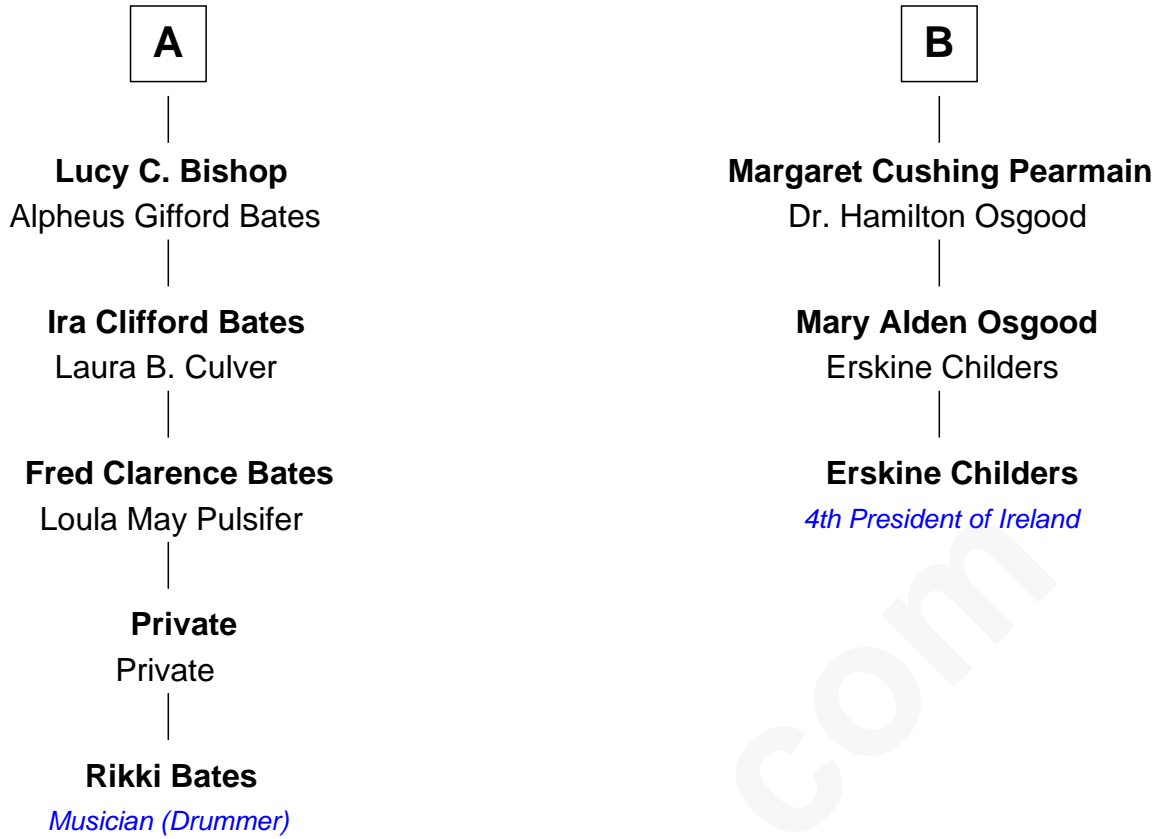 A
Lucy C. Bishop
Alpheus Gifford Bates
Ira Clifford Bates
Laura B. Culver
Fred Clarence Bates
Loula May Pulsifer
Private
Private
Rikki Bates
Musician (Drummer)
B
Margaret Cushing Pearmain
Dr. Hamilton Osgood
Mary Alden Osgood
Erskine Childers
Erskine Childers
4th President of Ireland
com